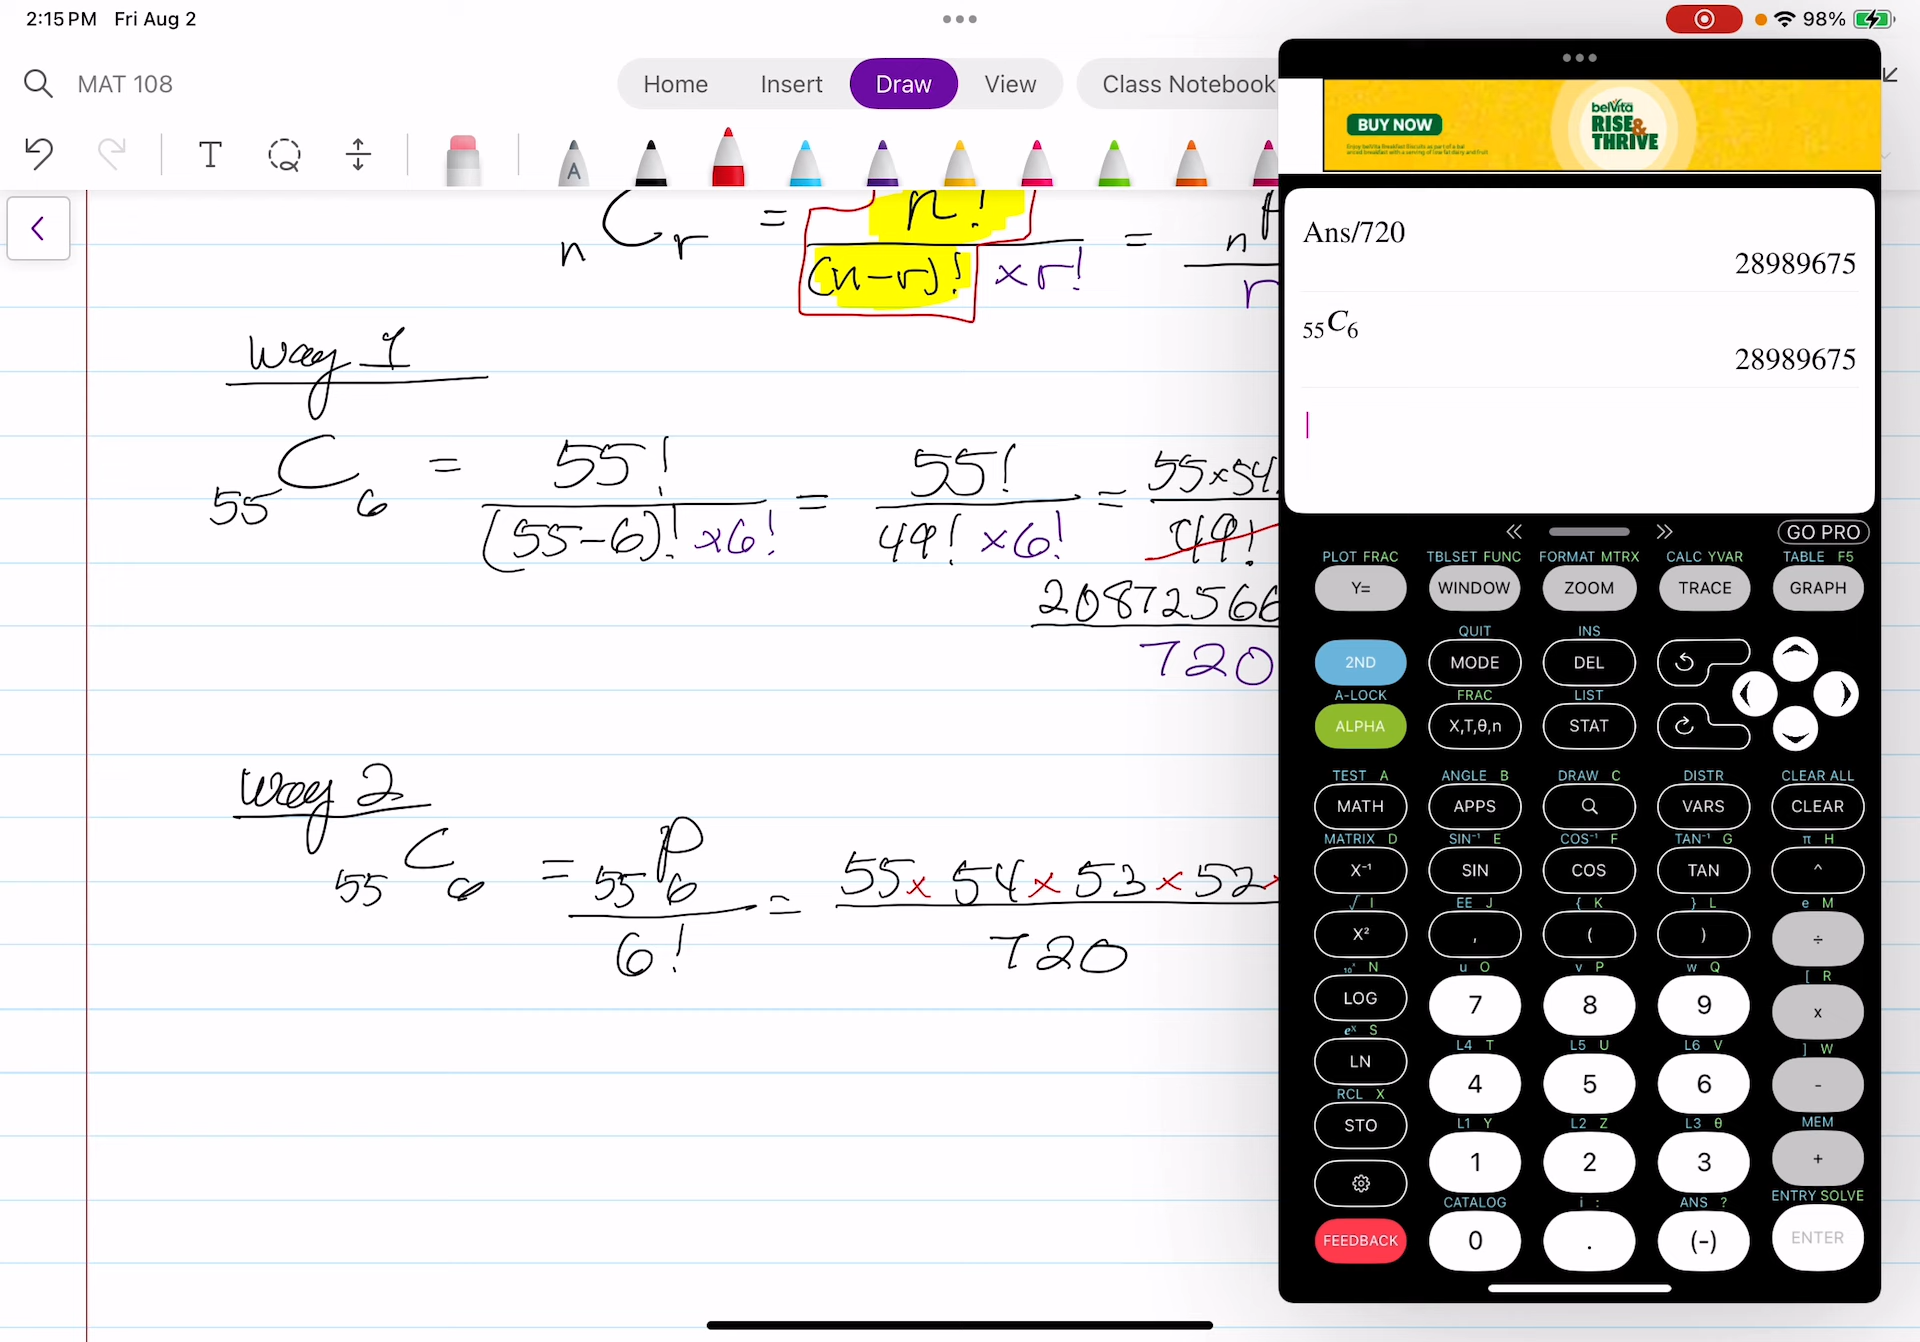 2:15 PM Fri Aug 2
98%
MAT 108
Home Insert Draw View Class Notebook
T A
nCr = n! / (n-r)! × r! = nP / r
Way 1
55C6 = 55! / (55-6)! ×6! = 55! / 49! ×6! = 55×54 / 49!
20872566
720
Way 2
55C6 = 55P6 / 6! = 55 × 54 × 53 × 52 × / 720
BUY NOW
belVita
RISE &
THRIVE
Ans/720
28989675
55C6
28989675
GO PRO
PLOT FRAC TBLSET FUNC FORMAT MTRX CALC YVAR TABLE F5
Y= WINDOW ZOOM TRACE GRAPH
QUIT INS
2ND MODE DEL
A-LOCK FRAC LIST
ALPHA X,T,θ,n STAT
TEST A ANGLE B DRAW C DISTR CLEAR ALL
MATH APPS VARS CLEAR
MATRIX D SIN⁻¹ E COS⁻¹ F TAN⁻¹ G π H
X⁻¹ SIN COS TAN ^
√ I EE J { K } L e M
X² , ( ) ÷
10ˣ N u O v P w Q [ R
LOG 7 8 9 x
eˣ S L4 T L5 U L6 V ] W
LN 4 5 6 -
RCL X L1 Y L2 Z L3 θ MEM
STO 1 2 3 +
CATALOG i : ANS ? ENTRY SOLVE
FEEDBACK 0 . (-) ENTER